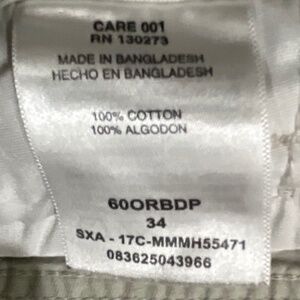 CARE 001
RN 130273
MADE IN BANGLADESH
HECHO EN BANGLADESH
100% COTTON
100% ALGODON
60ORBDP
34
SXA - 17C-MMMH55471
083625043966